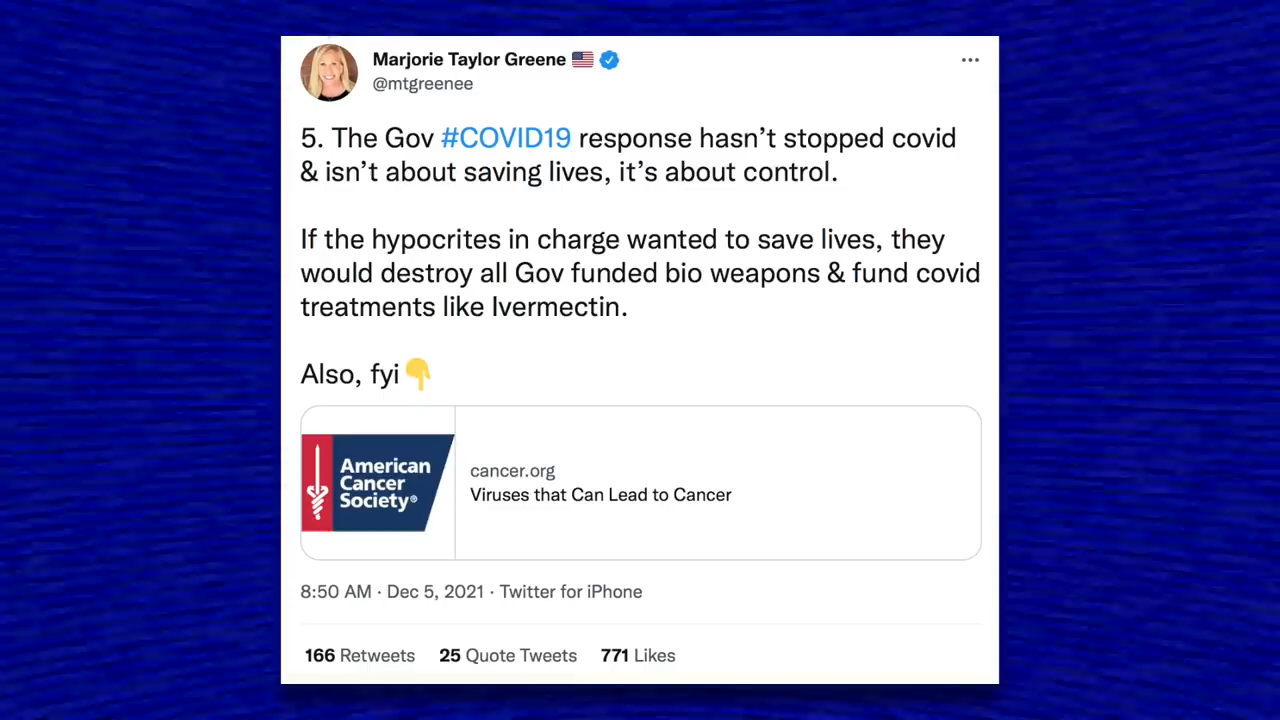 Marjorie Taylor Greene 🇺🇸
@mtgreenee
5. The Gov #COVID19 response hasn’t stopped covid
& isn’t about saving lives, it’s about control.
If the hypocrites in charge wanted to save lives, they
would destroy all Gov funded bio weapons & fund covid
treatments like Ivermectin.
Also, fyi👇
American
Cancer
Society®
cancer.org
Viruses that Can Lead to Cancer
8:50 AM · Dec 5, 2021 · Twitter for iPhone
166 Retweets 25 Quote Tweets 771 Likes